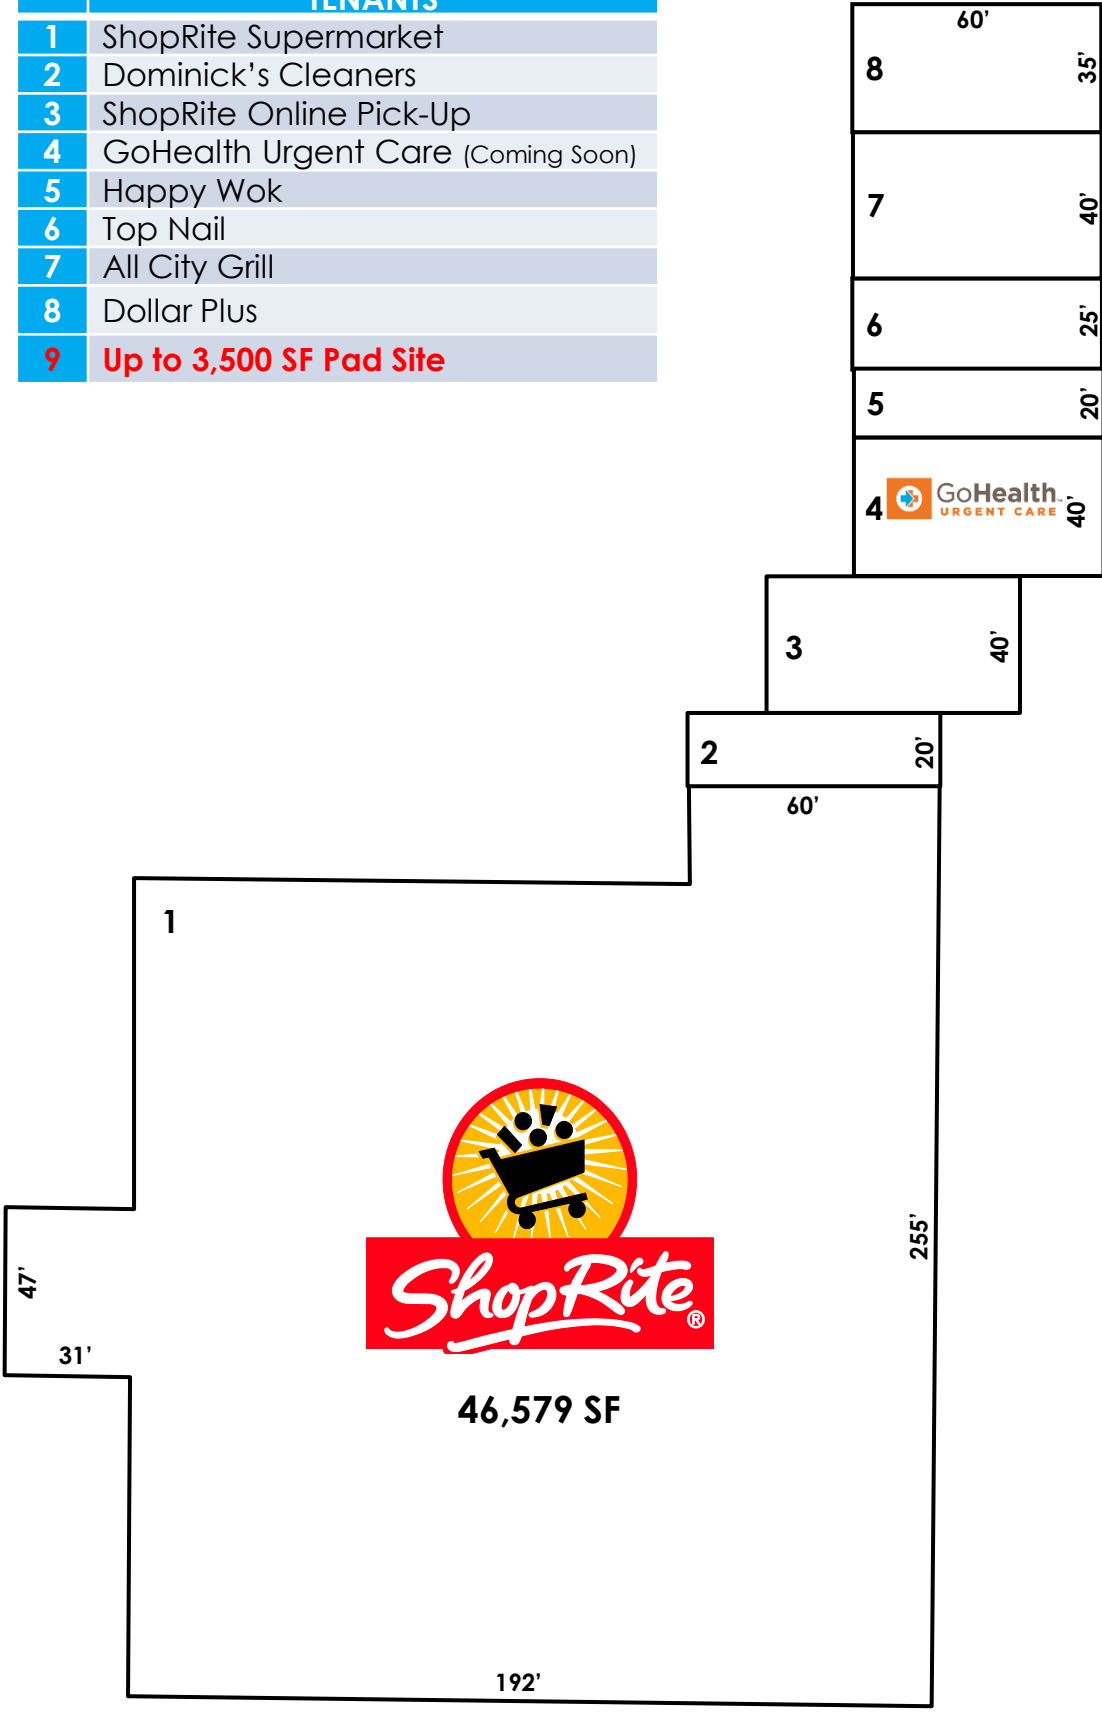 TENANTS
1 ShopRite Supermarket
2 Dominick's Cleaners
3 ShopRite Online Pick-Up
4 GoHealth Urgent Care (Coming Soon)
5 Happy Wok
6 Top Nail
7 All City Grill
8 Dollar Plus
9 Up to 3,500 SF Pad Site
60’
8 35’
7 40’
6 25’
5 20’
4 GoHealth™ 40’
URGENT CARE
3 40’
2 20’
60’
1
255’
47’
ShopRite®
31’
46,579 SF
192’